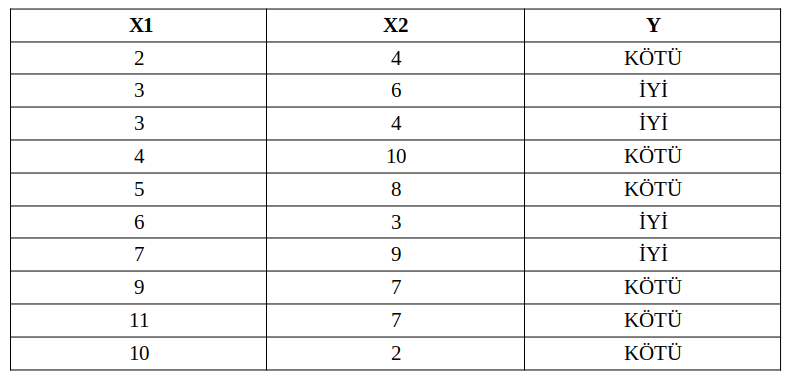 X1 X2 Y
2 4 KÖTÜ
3 6 İYİ
3 4 İYİ
4 10 KÖTÜ
5 8 KÖTÜ
6 3 İYİ
7 9 İYİ
9 7 KÖTÜ
11 7 KÖTÜ
10 2 KÖTÜ